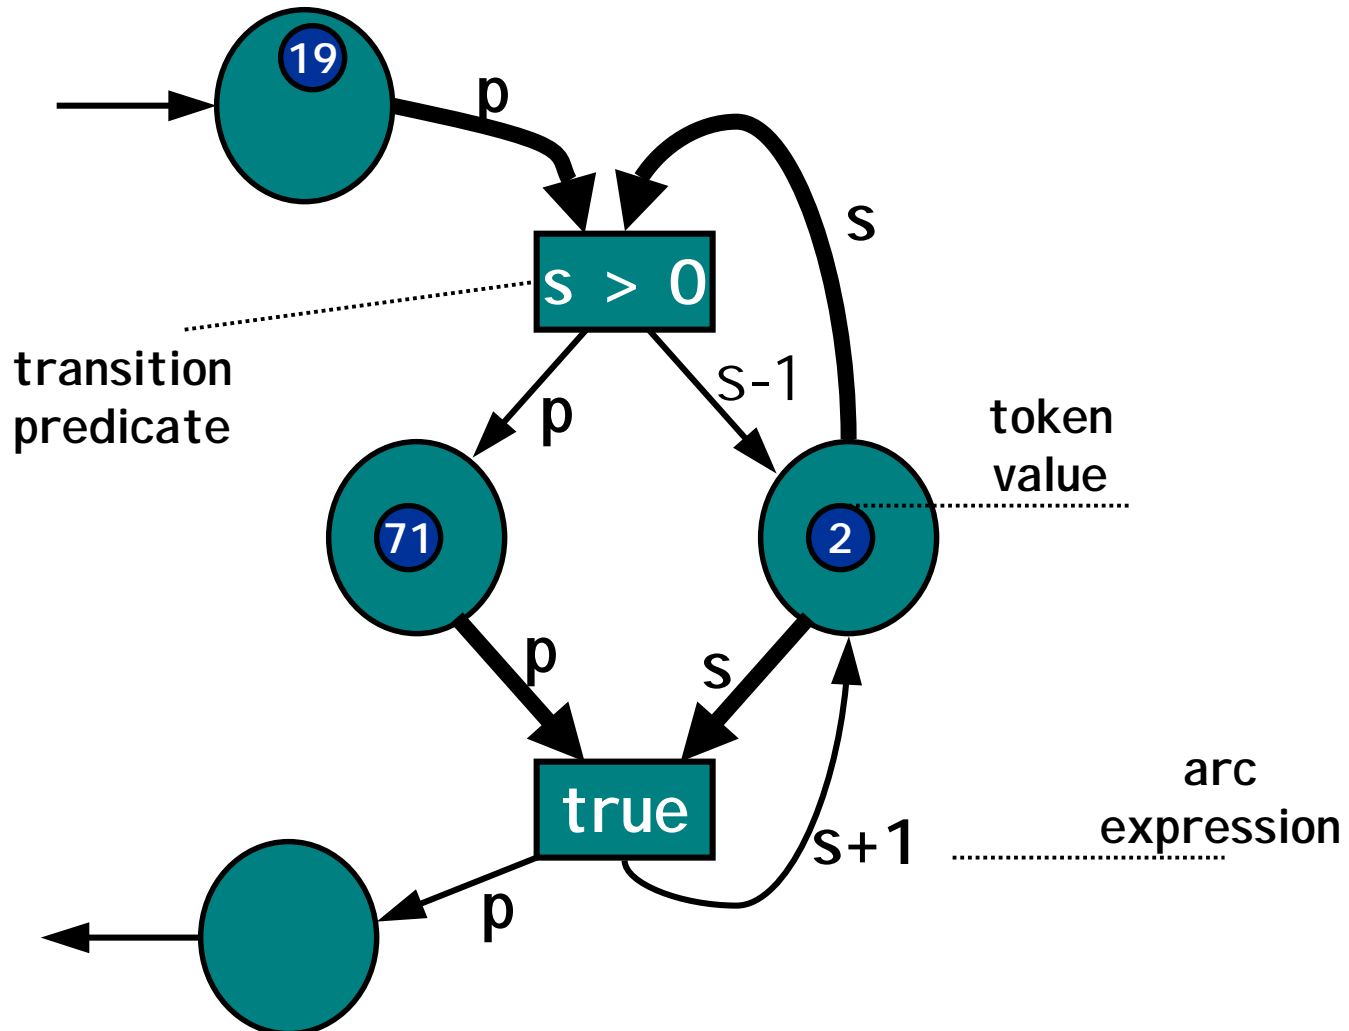 19
p
s
s > 0
transition
predicate
p
s-1
token
value
71
2
p
s
true
arc
expression
s+1
p